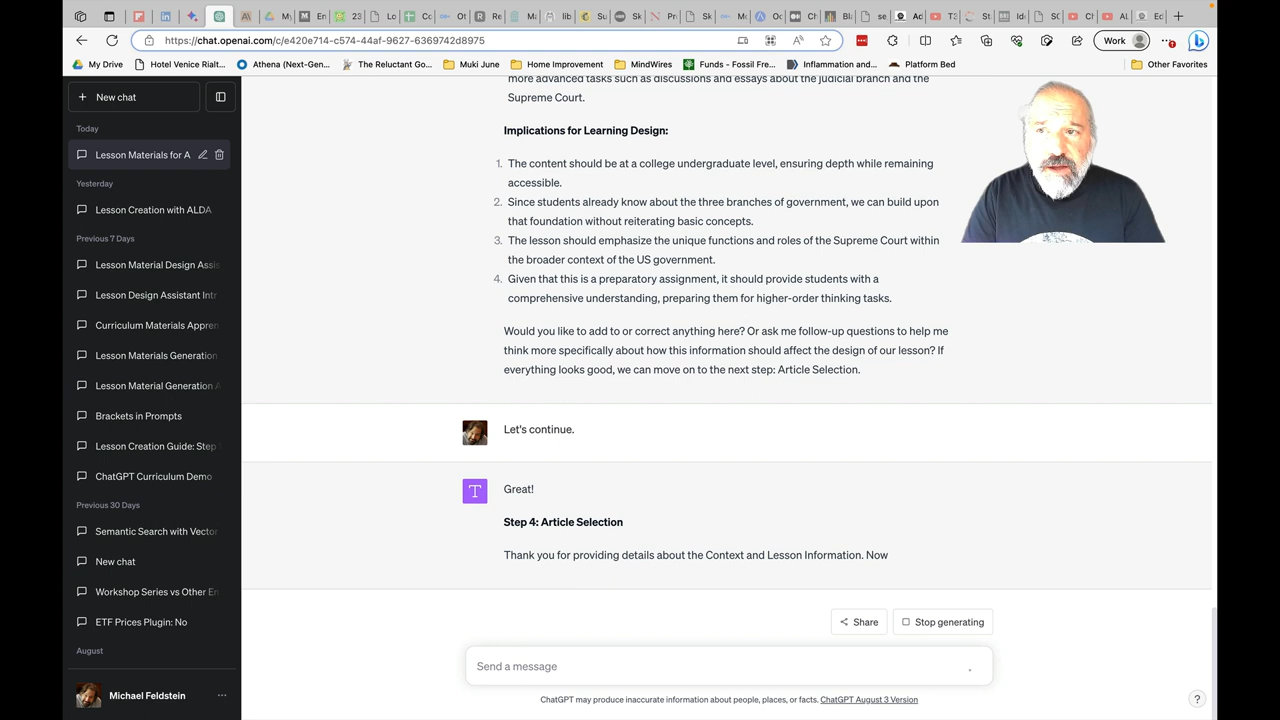 https://chat.openai.com/c/e420e714-c574-44af-9627-6369742d8975
Work
My Drive
Hotel Venice Rialt...
Athena (Next-Gen...
The Reluctant Go...
Muki June
Home Improvement
MindWires
Funds - Fossil Fre...
Inflammation and...
Platform Bed
Other Favorites
New chat
Today
Lesson Materials for A
Yesterday
Lesson Creation with ALDA
Previous 7 Days
Lesson Material Design Assis
Lesson Design Assistant Intr
Curriculum Materials Appren
Lesson Materials Generation
Lesson Material Generation A
Brackets in Prompts
Lesson Creation Guide: Step
ChatGPT Curriculum Demo
Previous 30 Days
Semantic Search with Vector
New chat
Workshop Series vs Other En
ETF Prices Plugin: No
August
Michael Feldstein
more advanced tasks such as discussions and essays about the judicial branch and the
Supreme Court.
Implications for Learning Design:
1. The content should be at a college undergraduate level, ensuring depth while remaining
accessible.
2. Since students already know about the three branches of government, we can build upon
that foundation without reiterating basic concepts.
3. The lesson should emphasize the unique functions and roles of the Supreme Court within
the broader context of the US government.
4. Given that this is a preparatory assignment, it should provide students with a
comprehensive understanding, preparing them for higher-order thinking tasks.
Would you like to add to or correct anything here? Or ask me follow-up questions to help me
think more specifically about how this information should affect the design of our lesson? If
everything looks good, we can move on to the next step: Article Selection.
Let's continue.
T
Great!
Step 4: Article Selection
Thank you for providing details about the Context and Lesson Information. Now
Share
Stop generating
Send a message
ChatGPT may produce inaccurate information about people, places, or facts. ChatGPT August 3 Version
?